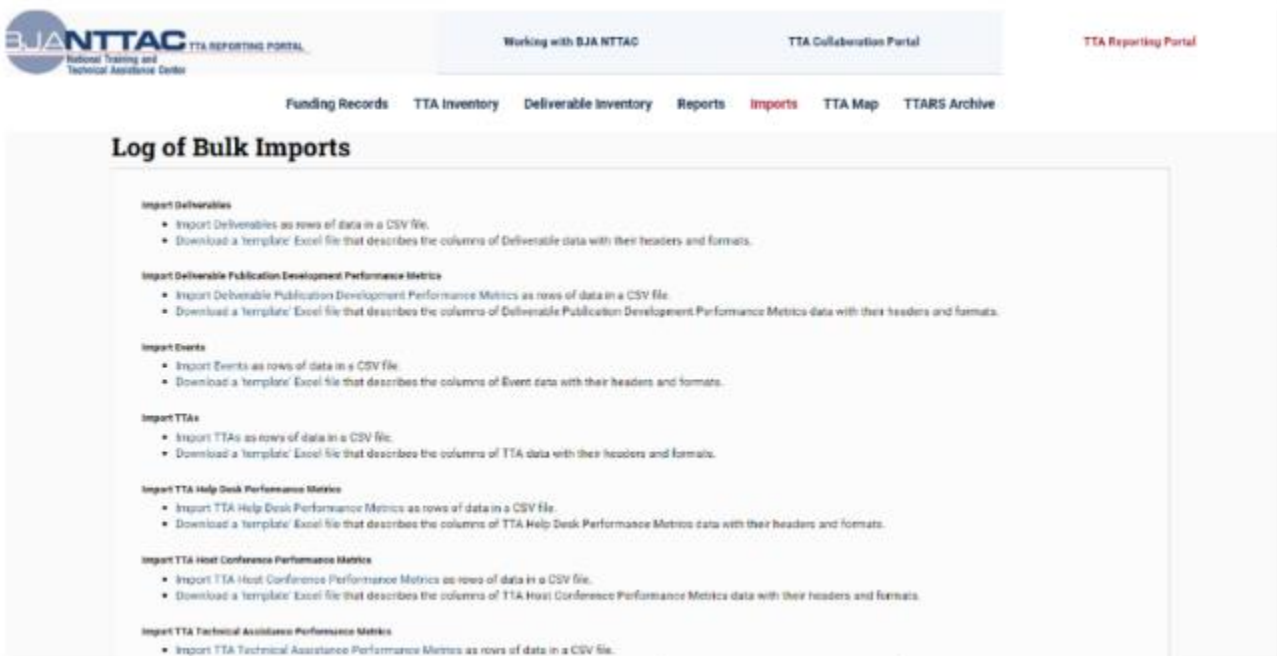 BJA NTTAC TTA REPORTING PORTAL
National Training and
Technical Assistance Center
Working with BJA NTTAC
TTA Collaboration Portal
TTA Reporting Portal
Funding Records TTA Inventory Deliverable Inventory Reports Imports TTA Map TTARS Archive
Log of Bulk Imports
Import Deliverables
• Import Deliverables as rows of data in a CSV file.
• Download a 'template' Excel file that describes the columns of Deliverable data with their headers and formats.
Import Deliverable Publication Development Performance Metrics
• Import Deliverable Publication Development Performance Metrics as rows of data in a CSV file.
• Download a 'template' Excel file that describes the columns of Deliverable Publication Development Performance Metrics data with their headers and formats.
Import Events
• Import Events as rows of data in a CSV file.
• Download a 'template' Excel file that describes the columns of Event data with their headers and formats.
Import TTAs
• Import TTAs as rows of data in a CSV file.
• Download a 'template' Excel file that describes the columns of TTA data with their headers and formats.
Import TTA Help Desk Performance Metrics
• Import TTA Help Desk Performance Metrics as rows of data in a CSV file.
• Download a 'template' Excel file that describes the columns of TTA Help Desk Performance Metrics data with their headers and formats.
Import TTA Host Conference Performance Metrics
• Import TTA Host Conference Performance Metrics as rows of data in a CSV file.
• Download a 'template' Excel file that describes the columns of TTA Host Conference Performance Metrics data with their headers and formats.
Import TTA Technical Assistance Performance Metrics
• Import TTA Technical Assistance Performance Metrics as rows of data in a CSV file.